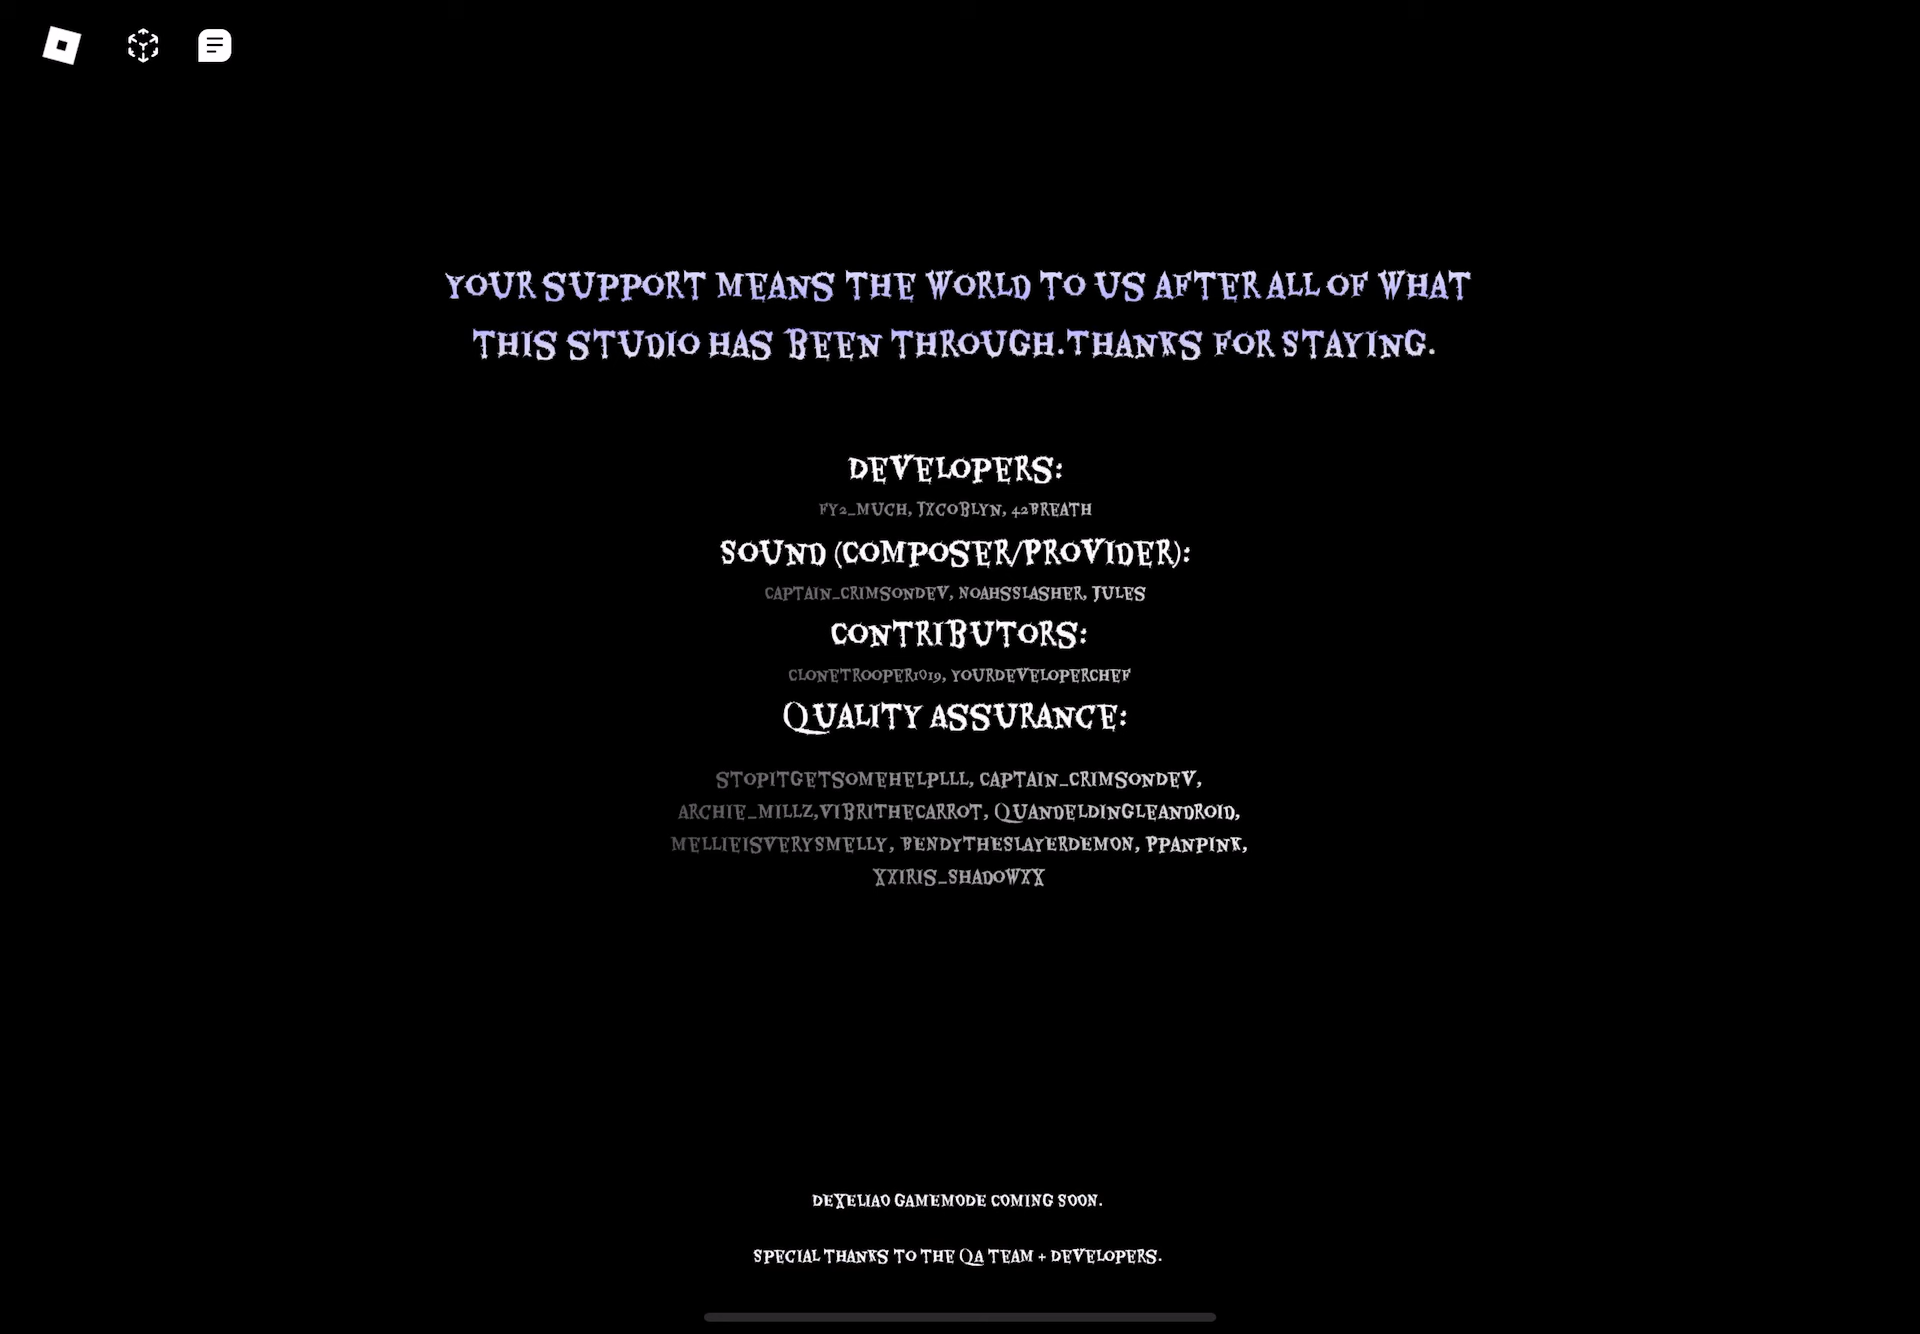 YOUR SUPPORT MEANS THE WORLD TO US AFTER ALL OF WHAT
THIS STUDIO HAS BEEN THROUGH.THANKS FOR STAYING.
DEVELOPERS:
FY2_MUCH, JXCOBLYN, 42BREATH
SOUND (COMPOSER/PROVIDER):
CAPTAIN_CRIMSONDEV, NOAHSSLASHER, JULES
CONTRIBUTORS:
CLONETROOPER1019, YOURDEVELOPERCHEF
QUALITY ASSURANCE:
STOPITGETSOMEHELPLLL, CAPTAIN_CRIMSONDEV,
ARCHIE_MILLZ,VIBRITHECARROT, QUANDELDINGLEANDROID,
MELLIEISVERYSMELLY, BENDYTHESLAYERDEMON, PPANPINK,
XXIRIS_SHADOWXX
DEXELIAO GAMEMODE COMING SOON.
SPECIAL THANKS TO THE QA TEAM + DEVELOPERS.